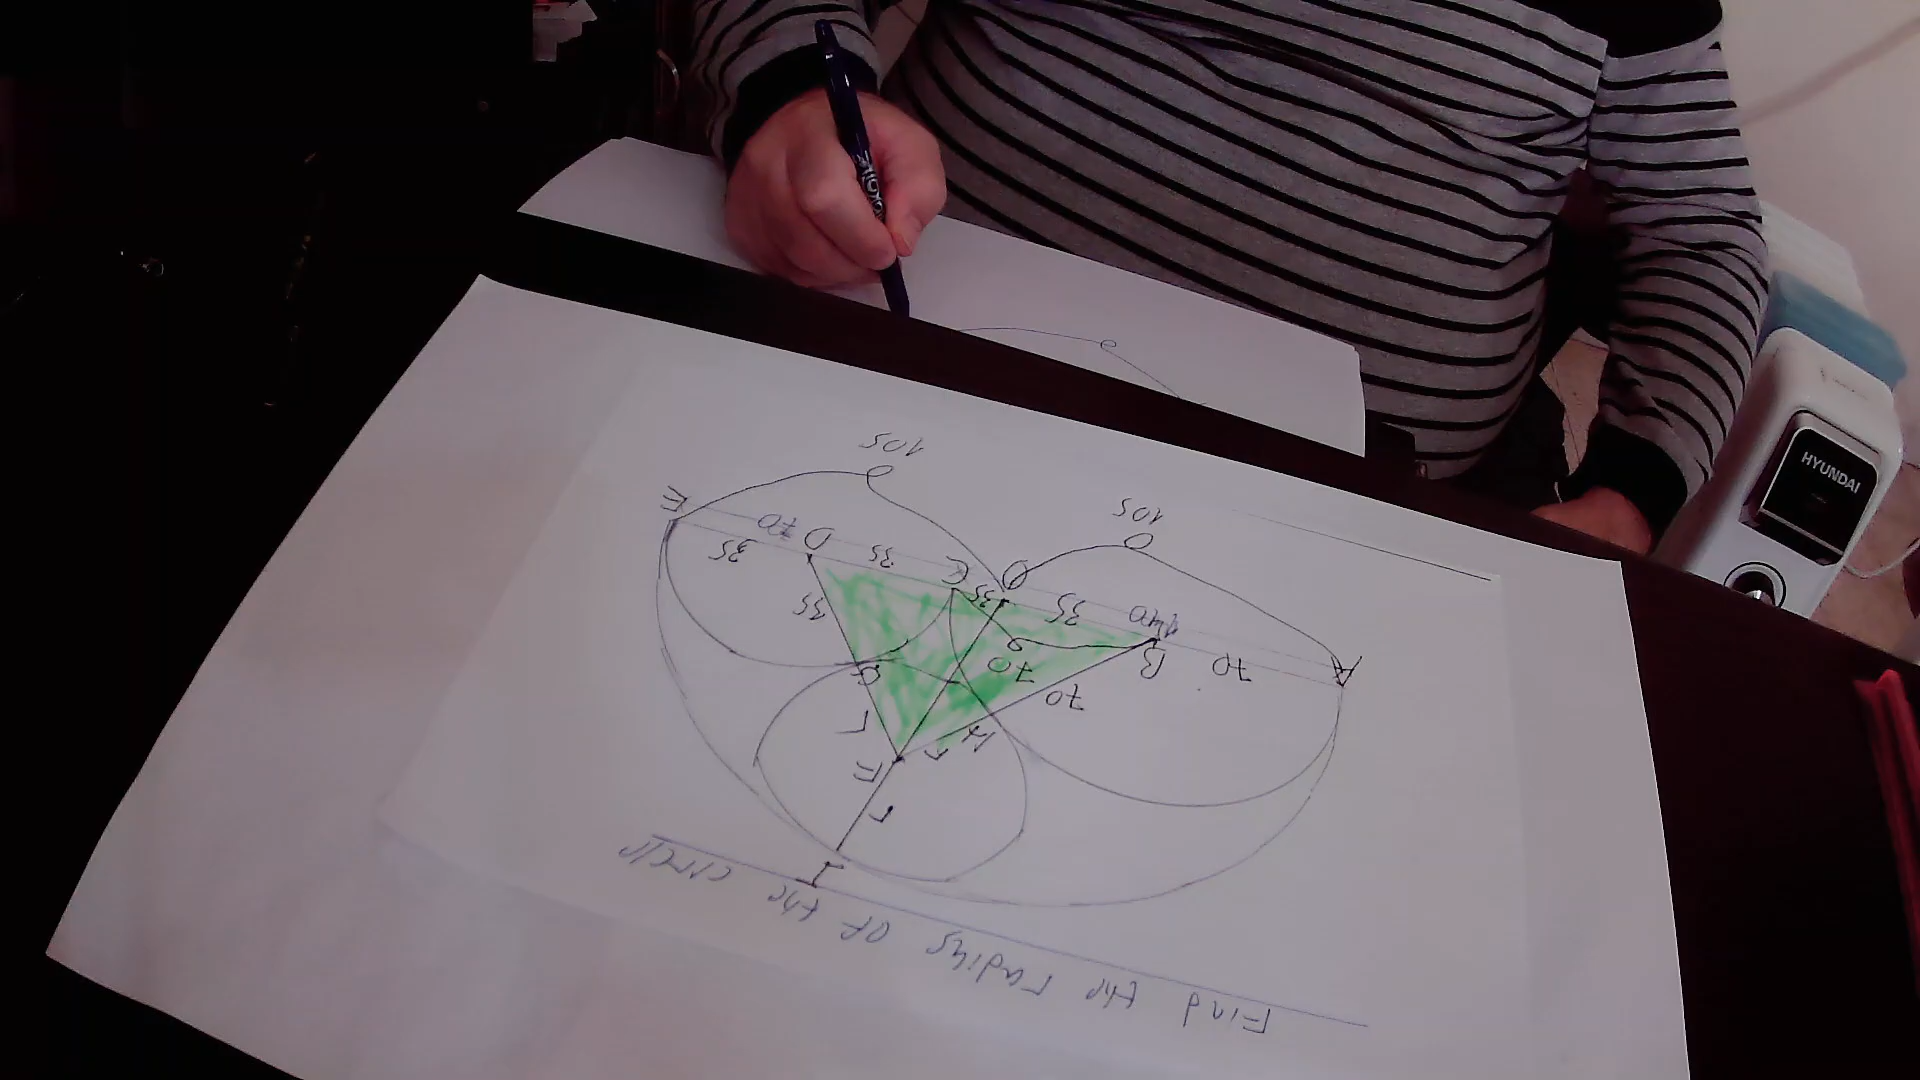 Find the radius of the circle
I
r
F
r
r
H
G
70
70
B
A
70
140
35
O
35
C
35
D
35
35
70
E
105
105
HYUNDAI